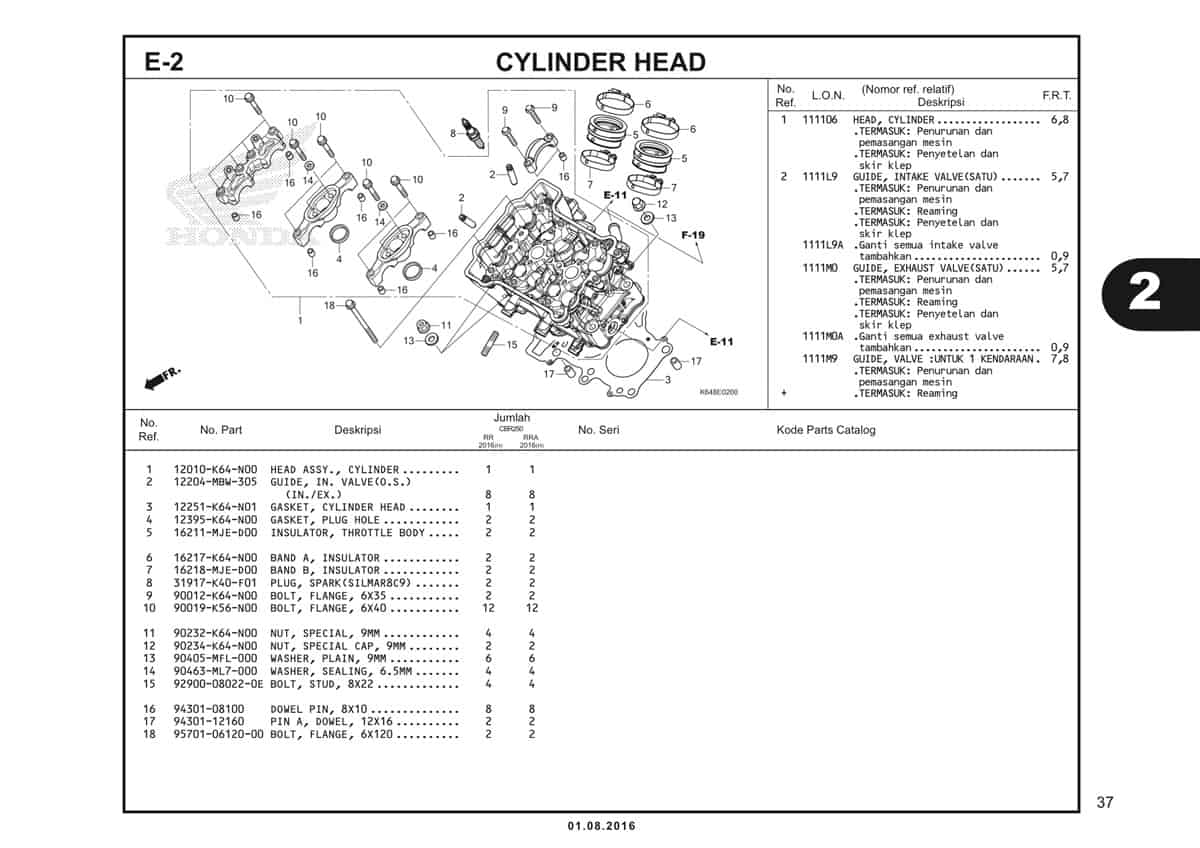 E-2
CYLINDER HEAD
10
9
9
6
6
8
5
5
10
10
16
14
2
16
7
7
E-11
12
13
10
10
16
14
2
16
F-19
16
4
16
4
16
16
18
1
11
13
15
E-11
17
17
3
FR.
K64BE0200
HONDA
No. Ref.
L.O.N.
(Nomor ref. relatif)
Deskripsi
F.R.T.
1 111106 HEAD, CYLINDER .................. 6,8
.TERMASUK: Penurunan dan
pemasangan mesin
.TERMASUK: Penyetelan dan
skir klep
2 1111L9 GUIDE, INTAKE VALVE(SATU) ....... 5,7
.TERMASUK: Penurunan dan
pemasangan mesin
.TERMASUK: Reaming
.TERMASUK: Penyetelan dan
skir klep
1111L9A .Ganti semua intake valve
tambahkan ...................... 0,9
1111M0 GUIDE, EXHAUST VALVE(SATU) ...... 5,7
.TERMASUK: Penurunan dan
pemasangan mesin
.TERMASUK: Reaming
.TERMASUK: Penyetelan dan
skir klep
1111M0A .Ganti semua exhaust valve
tambahkan ...................... 0,9
1111M9 GUIDE, VALVE :UNTUK 1 KENDARAAN . 7,8
.TERMASUK: Penurunan dan
pemasangan mesin
+ .TERMASUK: Reaming
2
No. Ref.
No. Part
Deskripsi
Jumlah
CBR250
RR RRA
2016(H) 2016(H)
No. Seri
Kode Parts Catalog
1 12010-K64-N00 HEAD ASSY., CYLINDER ......... 1 1
2 12204-MBW-305 GUIDE, IN. VALVE(O.S.)
(IN./EX.) 8 8
3 12251-K64-N01 GASKET, CYLINDER HEAD ........ 1 1
4 12395-K64-N00 GASKET, PLUG HOLE ............ 2 2
5 16211-MJE-D00 INSULATOR, THROTTLE BODY ..... 2 2
6 16217-K64-N00 BAND A, INSULATOR ............ 2 2
7 16218-MJE-D00 BAND B, INSULATOR ............ 2 2
8 31917-K40-F01 PLUG, SPARK(SILMAR8C9) ....... 2 2
9 90012-K64-N00 BOLT, FLANGE, 6X35 ........... 2 2
10 90019-K56-N00 BOLT, FLANGE, 6X40 ........... 12 12
11 90232-K64-N00 NUT, SPECIAL, 9MM ............ 4 4
12 90234-K64-N00 NUT, SPECIAL CAP, 9MM ........ 2 2
13 90405-MFL-000 WASHER, PLAIN, 9MM ........... 6 6
14 90463-ML7-000 WASHER, SEALING, 6.5MM ....... 4 4
15 92900-08022-0E BOLT, STUD, 8X22 ............. 4 4
16 94301-08100 DOWEL PIN, 8X10 .............. 8 8
17 94301-12160 PIN A, DOWEL, 12X16 .......... 2 2
18 95701-06120-00 BOLT, FLANGE, 6X120 .......... 2 2
37
01.08.2016